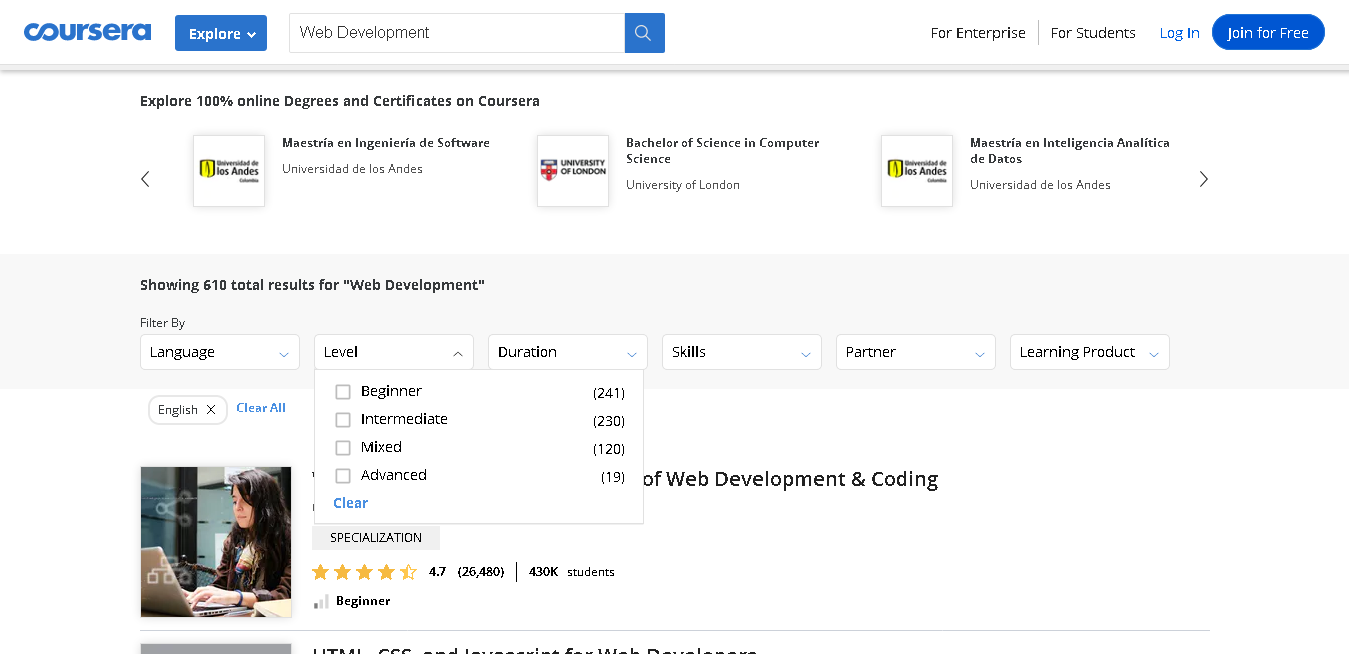 coursera
Explore
Web Development
For Enterprise
For Students
Log In
Join for Free
Explore 100% online Degrees and Certificates on Coursera
Universidad de los Andes
Colombia
Maestría en Ingeniería de Software
Universidad de los Andes
UNIVERSITY OF LONDON
Bachelor of Science in Computer
Science
University of London
Universidad de los Andes
Colombia
Maestría en Inteligencia Analítica
de Datos
Universidad de los Andes
Showing 610 total results for "Web Development"
Filter By
Language
Level
Duration
Skills
Partner
Learning Product
Beginner (241)
Intermediate (230)
Mixed (120)
Advanced (19)
Clear
English X
Clear All
of Web Development & Coding
SPECIALIZATION
4.7 (26,480) 430K students
Beginner
HTML, CSS, and Javascript for Web Developers